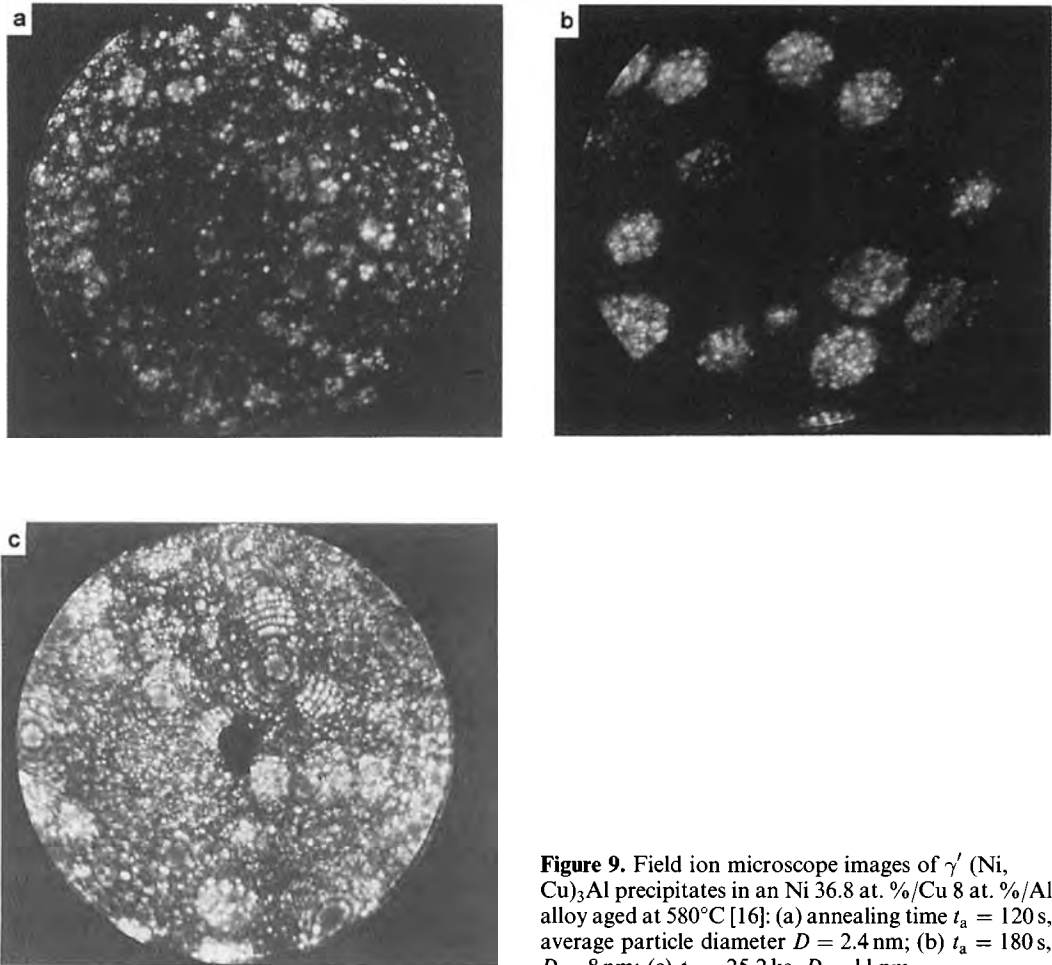 a
b
c
Figure 9. Field ion microscope images of γ′ (Ni,
Cu)₃Al precipitates in an Ni 36.8 at. %/Cu 8 at. %/Al
alloy aged at 580°C [16]: (a) annealing time tₐ = 120 s,
average particle diameter D = 2.4 nm; (b) tₐ = 180 s,